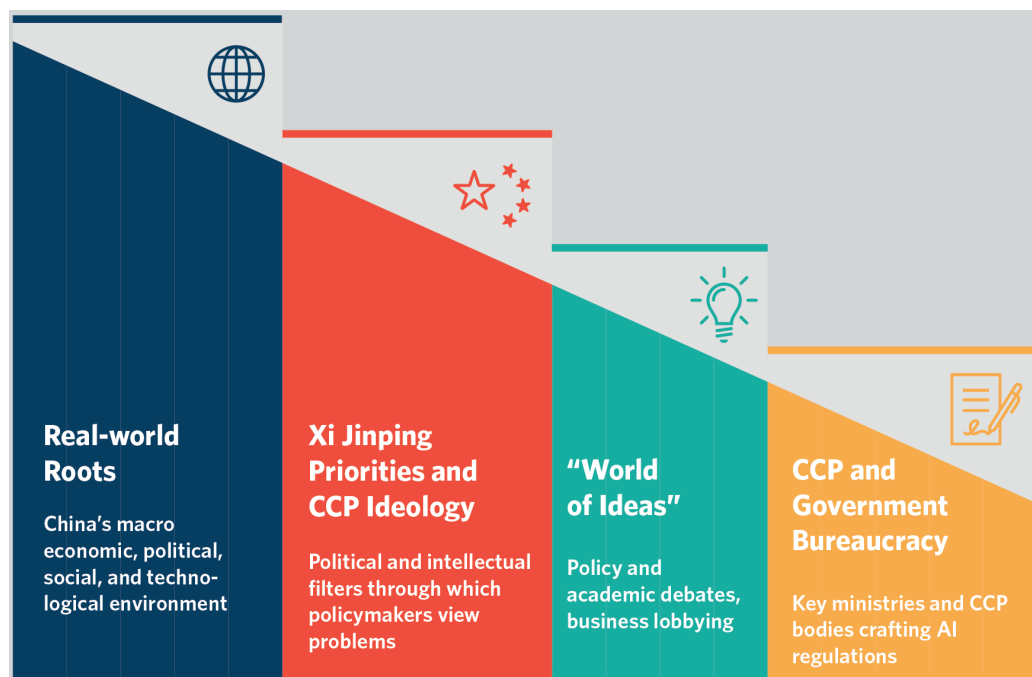 Real-world
Roots
China's macro
economic, political,
social, and techno-
logical environment
Xi Jinping
Priorities and
CCP Ideology
Political and intellectual
filters through which
policymakers view
problems
“World
of Ideas”
Policy and
academic debates,
business lobbying
CCP and
Government
Bureaucracy
Key ministries and CCP
bodies crafting AI
regulations